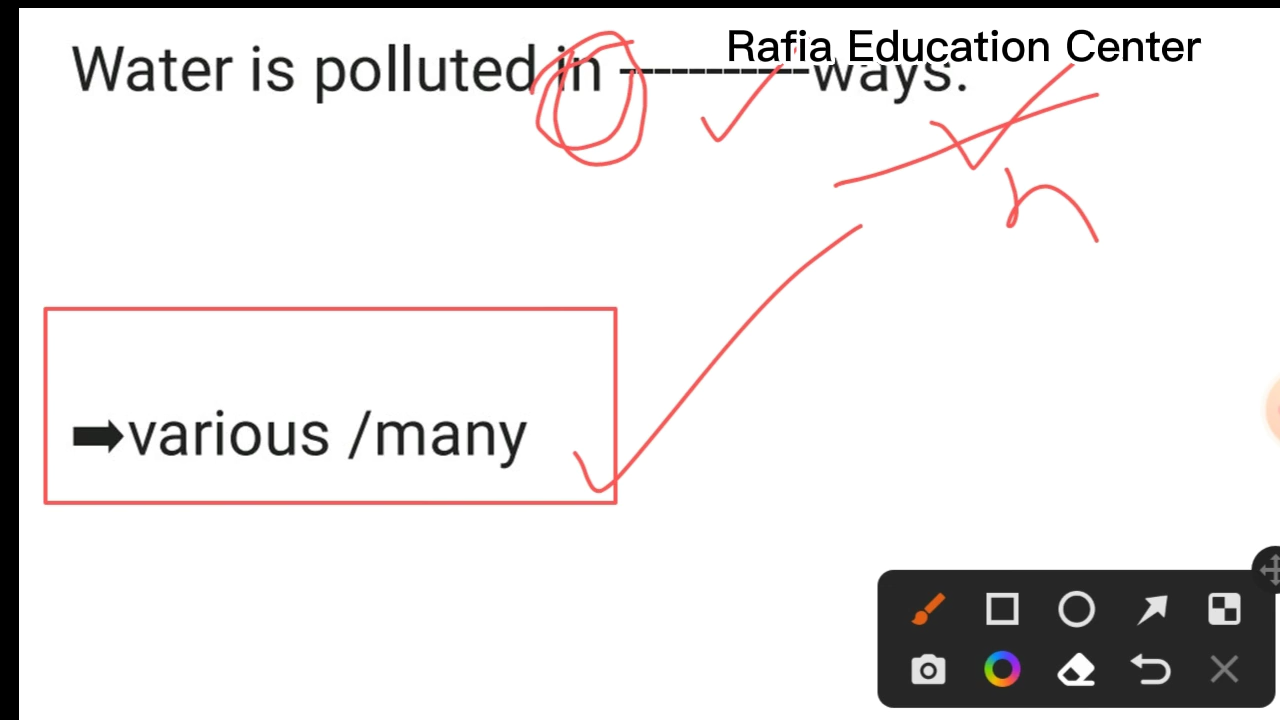 Rafia Education Center
Water is polluted in -----------ways.
n
➡various /many